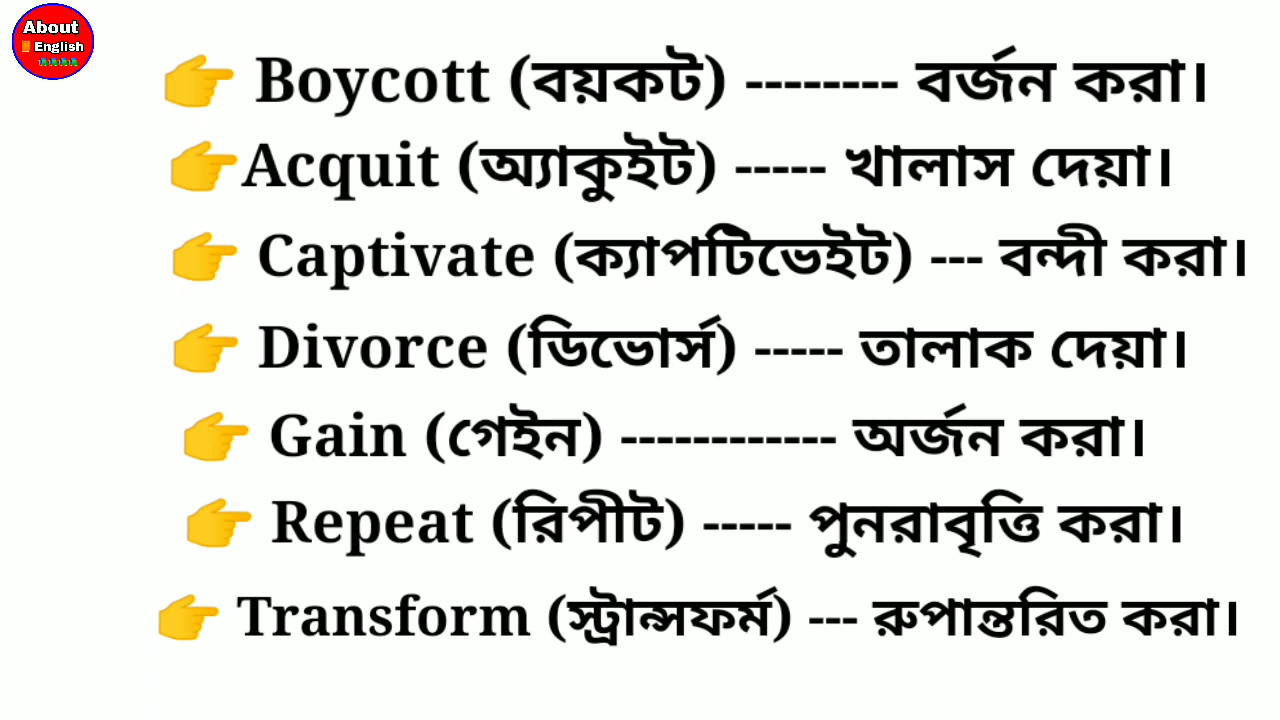 About
English
👉 Boycott (বয়কট) -------- বর্জন করা।
👉Acquit (অ্যাকুইট) ----- খালাস দেয়া।
👉 Captivate (ক্যাপটিভেইট) --- বন্দী করা।
👉 Divorce (ডিভোর্স) ----- তালাক দেয়া।
👉 Gain (গেইন) ------------ অর্জন করা।
👉 Repeat (রিপীট) ----- পুনরাবৃত্তি করা।
👉 Transform (স্ট্রান্সফর্ম) --- রুপান্তরিত করা।